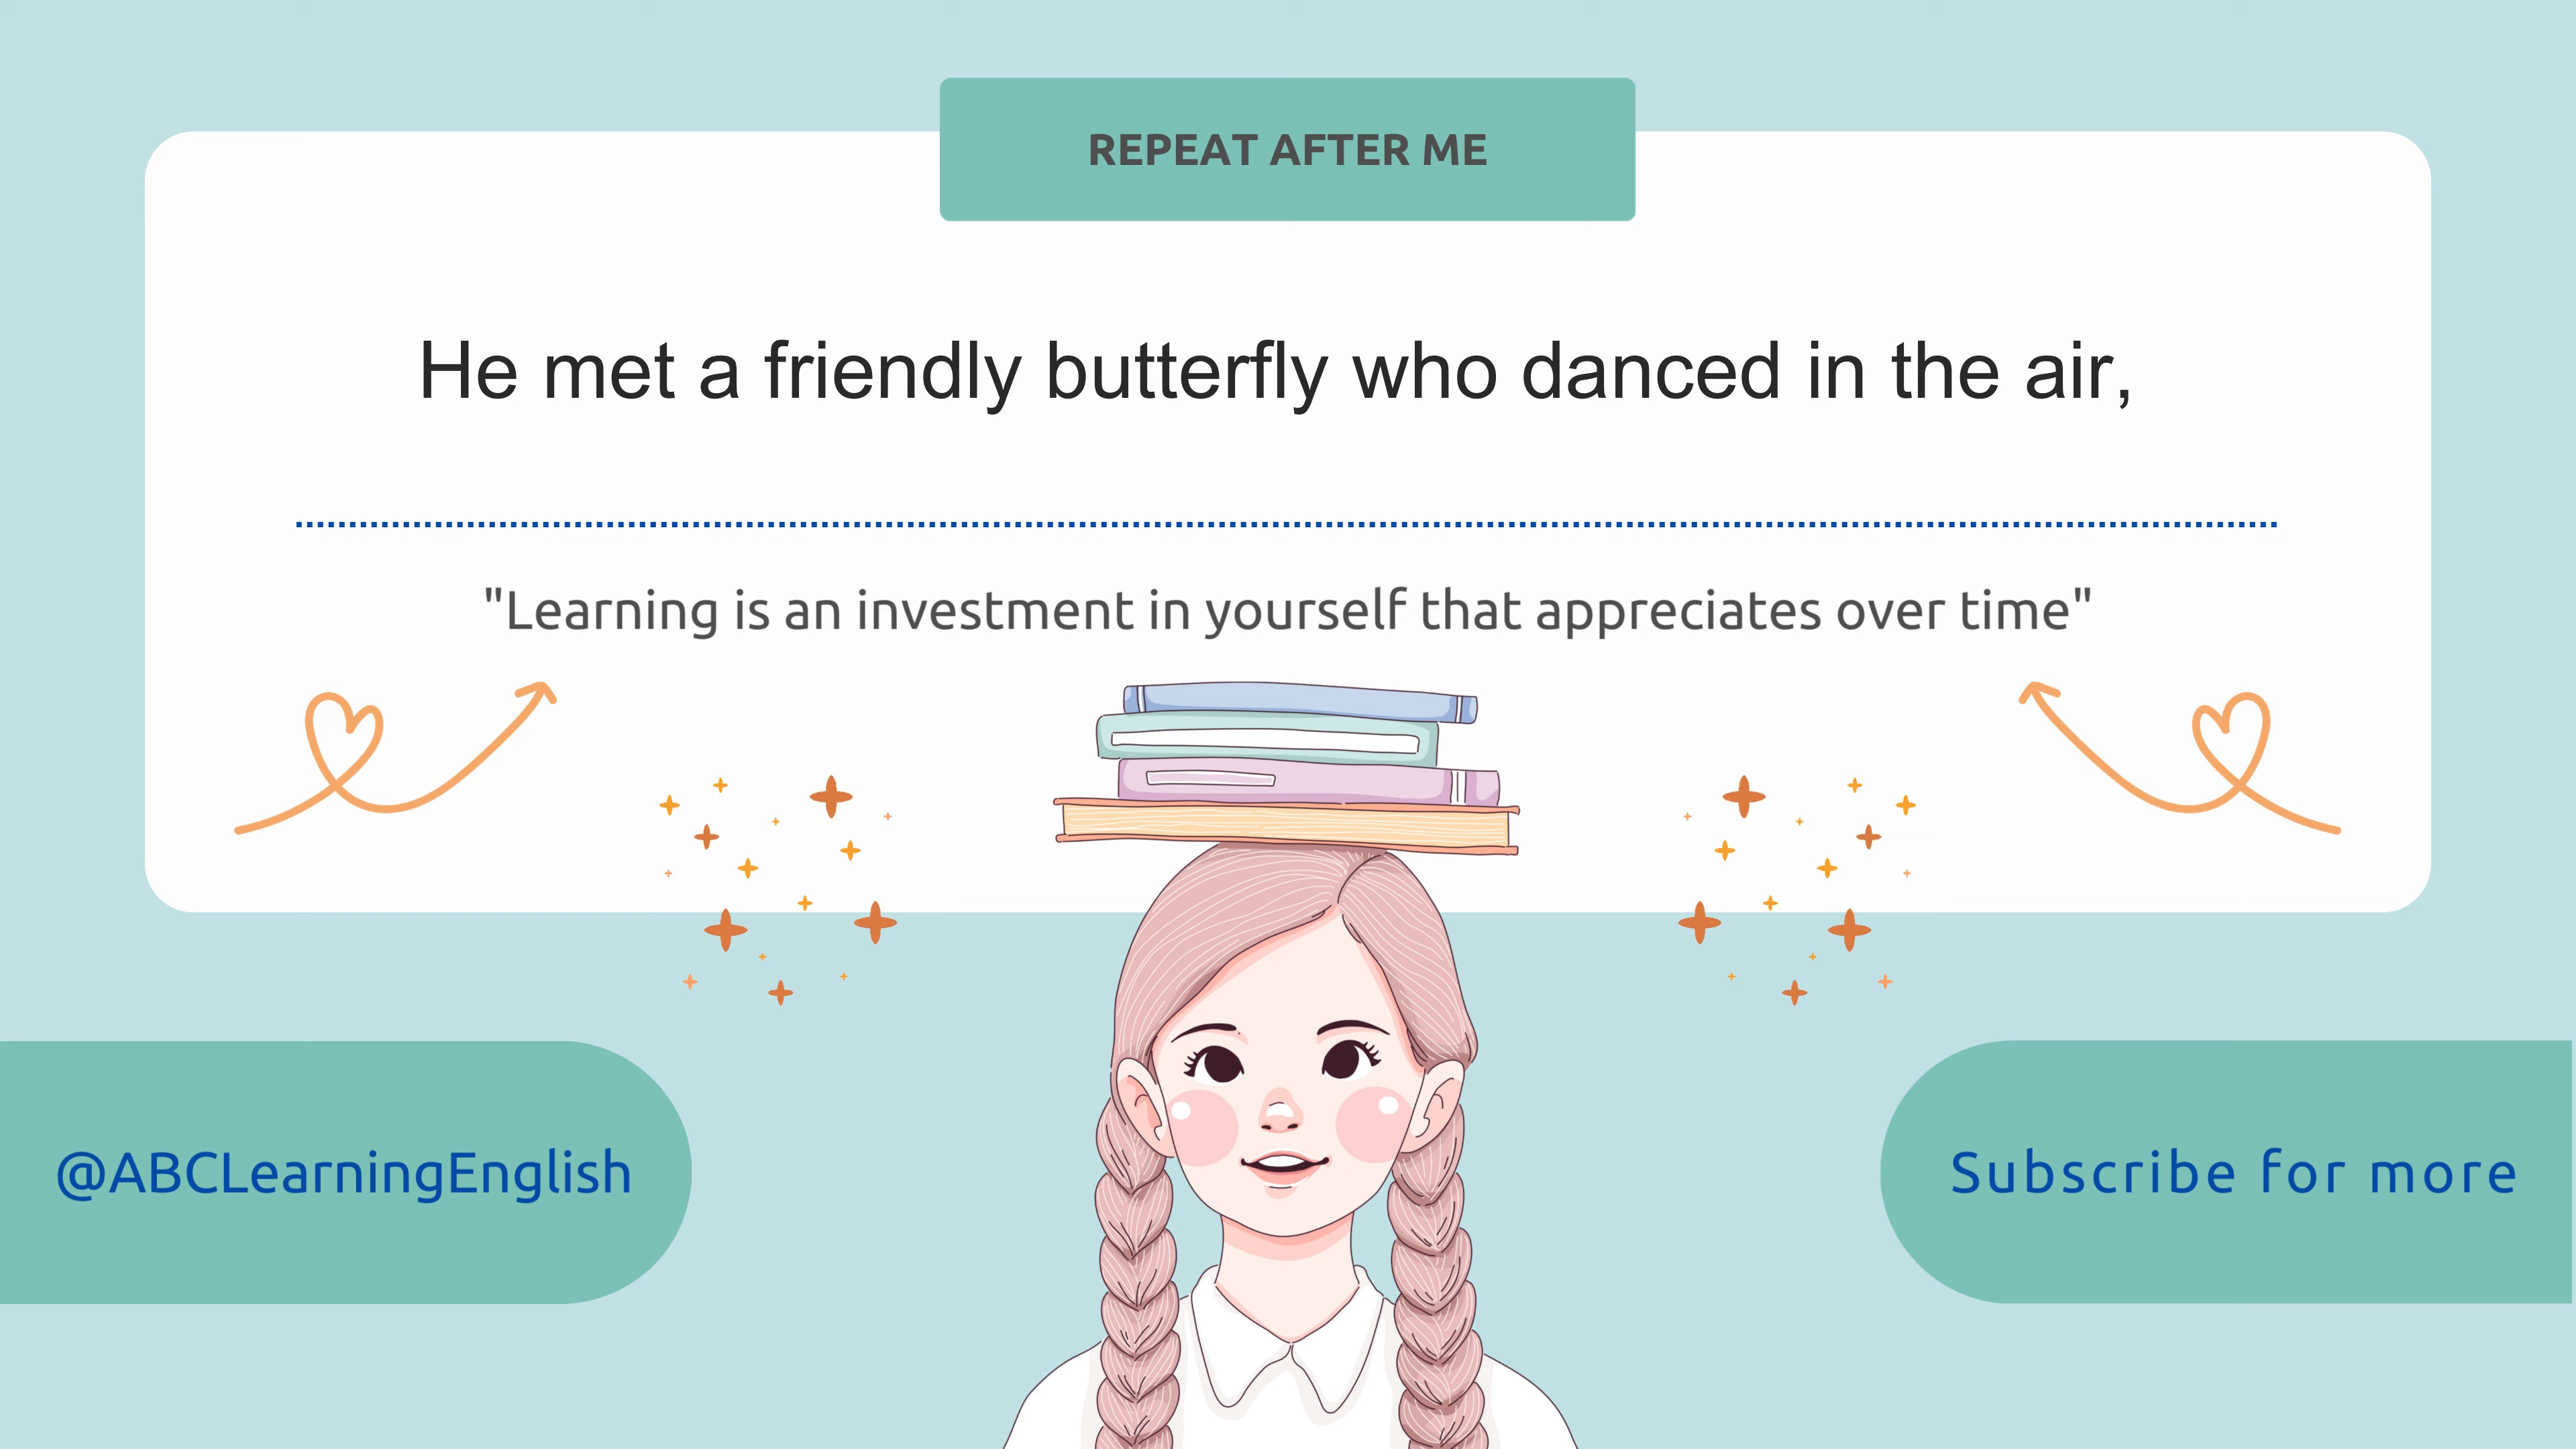 REPEAT AFTER ME
He met a friendly butterfly who danced in the air,
"Learning is an investment in yourself that appreciates over time"
@ABCLearningEnglish
Subscribe for more